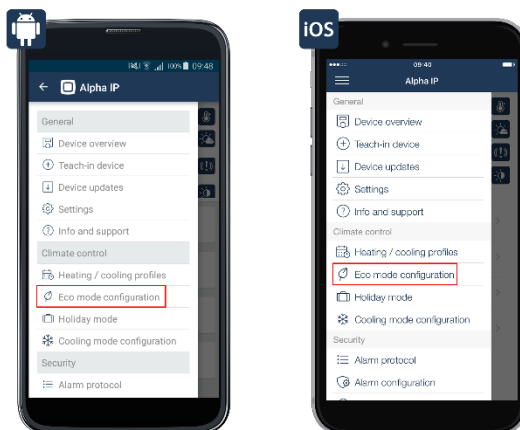 100% 09:48
Alpha IP
General
Device overview
Teach-in device
Device updates
Settings
Info and support
Climate control
Heating / cooling profiles
Eco mode configuration
Holiday mode
Cooling mode configuration
Security
Alarm protocol
iOS
Alpha IP
General
Device overview
Teach-in device
Device updates
Settings
Info and support
Climate control
Heating / cooling profiles
Eco mode configuration
Holiday mode
Cooling mode configuration
Security
Alarm protocol
Alarm configuration